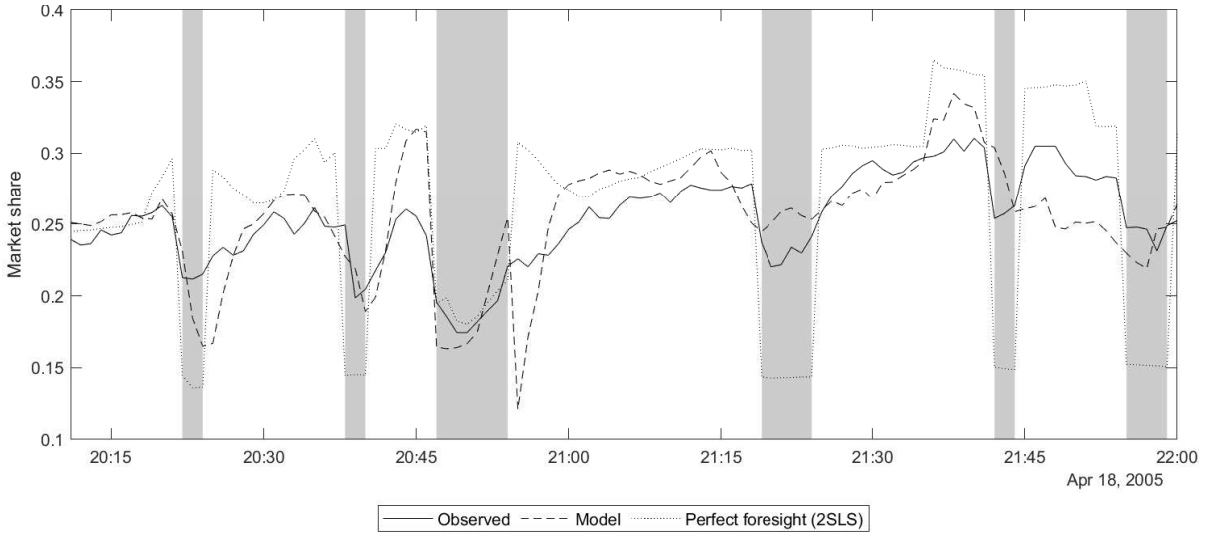 0.4
0.35
0.3
0.25
0.2
0.15
0.1
Market share
20:15 20:30 20:45 21:00 21:15 21:30 21:45 22:00
Apr 18, 2005
Observed Model Perfect foresight (2SLS)